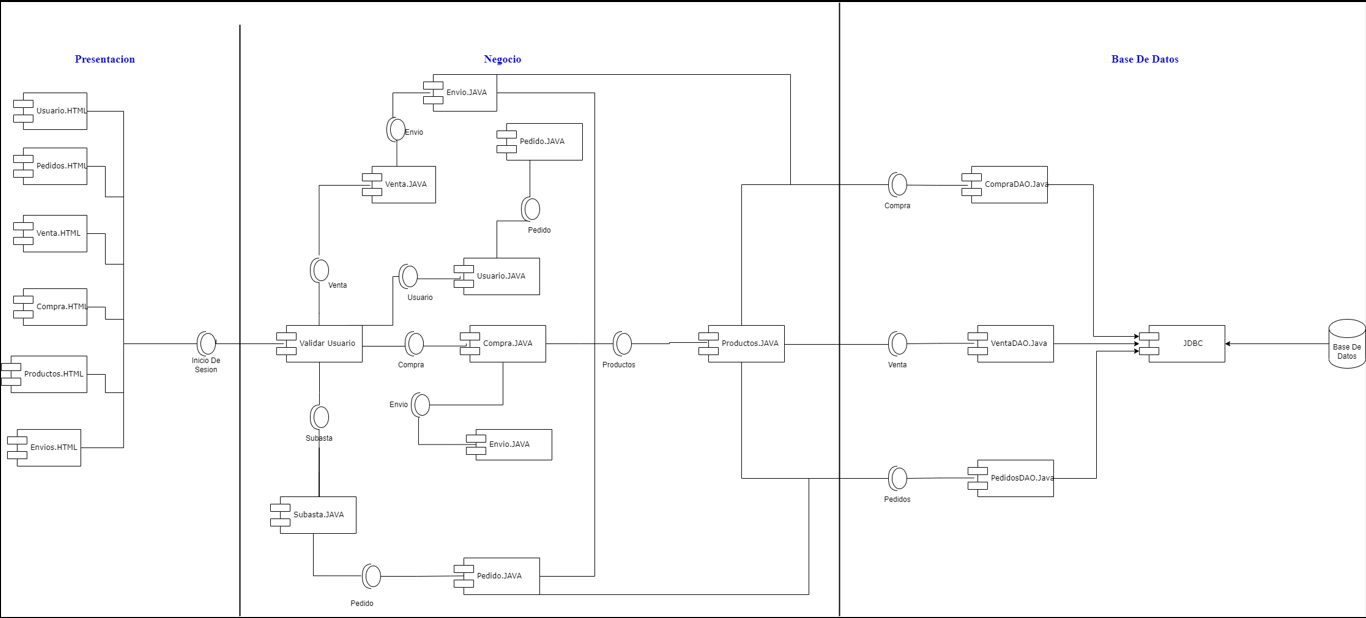 Presentacion
Negocio
Base De Datos
Usuario.HTML
Pedidos.HTML
Venta.HTML
Compra.HTML
Productos.HTML
Envios.HTML
Inicio De
Sesion
Envio.JAVA
Envio
Pedido.JAVA
Venta.JAVA
Pedido
Venta
Usuario.JAVA
Usuario
Validar Usuario
Compra
Compra.JAVA
Envio
Envio.JAVA
Subasta
Subasta.JAVA
Pedido
Pedido.JAVA
Productos
Productos.JAVA
Compra
CompraDAO.Java
Venta
VentaDAO.Java
Pedidos
PedidosDAO.Java
JDBC
Base De
Datos